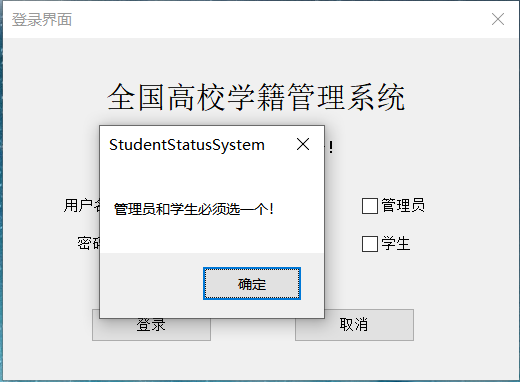 登录界面
全国高校学籍管理系统
StudentStatusSystem
!
管理员和学生必须选一个!
用户名
管理员
密码
学生
确定
登录
取消